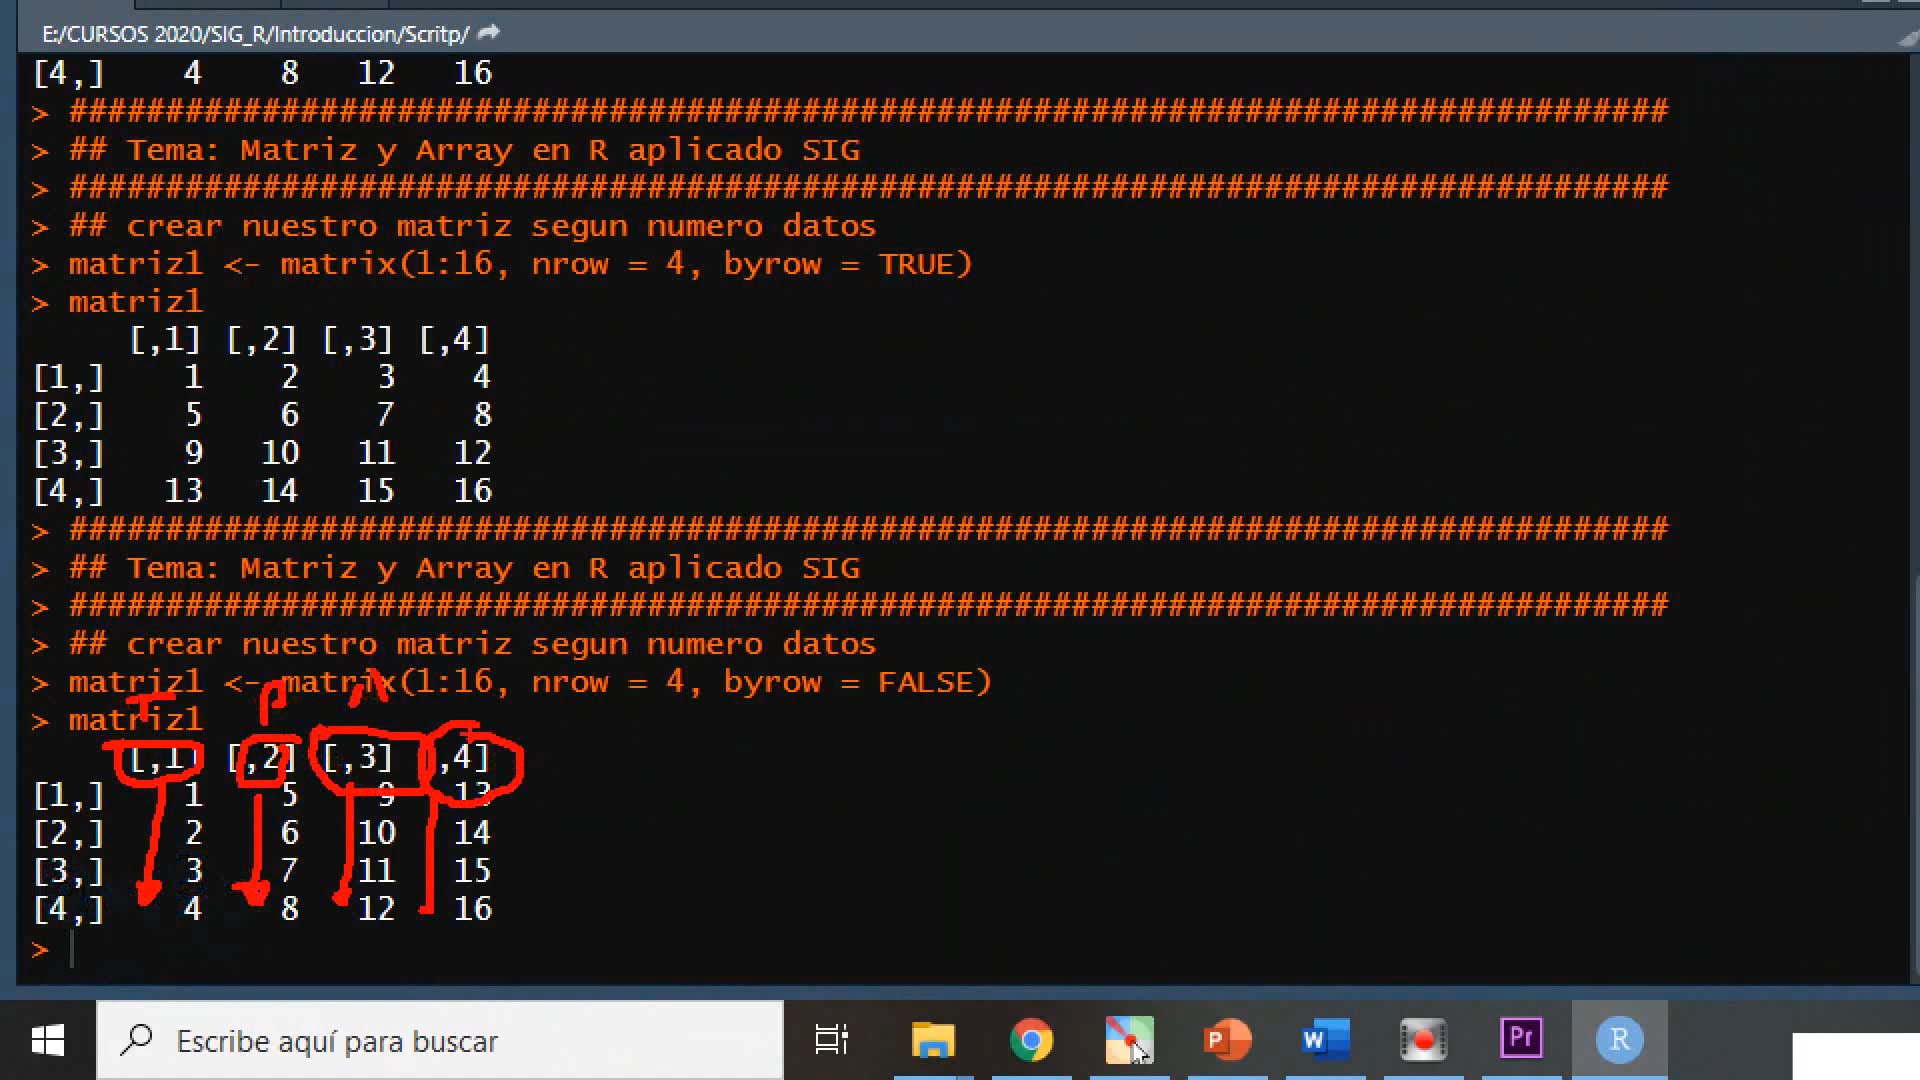 E:/CURSOS 2020/SIG_R/Introduccion/Scritp/
[4,]    4    8   12   16
> ###################################################################################
> ## Tema: Matriz y Array en R aplicado SIG
> ###################################################################################
> ## crear nuestro matriz segun numero datos
> matriz1 <- matrix(1:16, nrow = 4, byrow = TRUE)
> matriz1
     [,1] [,2] [,3] [,4]
[1,]    1    2    3    4
[2,]    5    6    7    8
[3,]    9   10   11   12
[4,]   13   14   15   16
> ###################################################################################
> ## Tema: Matriz y Array en R aplicado SIG
> ###################################################################################
> ## crear nuestro matriz segun numero datos
> matriz1 <- matrix(1:16, nrow = 4, byrow = FALSE)
> matriz1
     [,1] [,2] [,3] [,4]
[1,]    1    5    9   13
[2,]    2    6   10   14
[3,]    3    7   11   15
[4,]    4    8   12   16
>
Escribe aquí para buscar
P
W
Pr
R